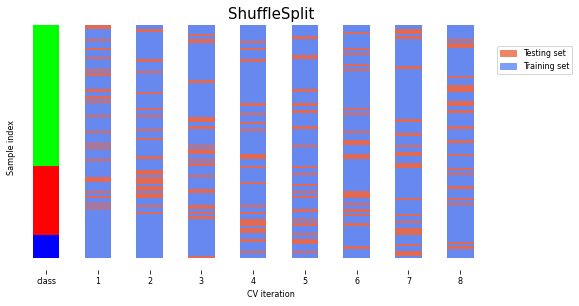 ShuffleSplit
Testing set
Training set
Sample index
class 1 2 3 4 5 6 7 8
CV iteration